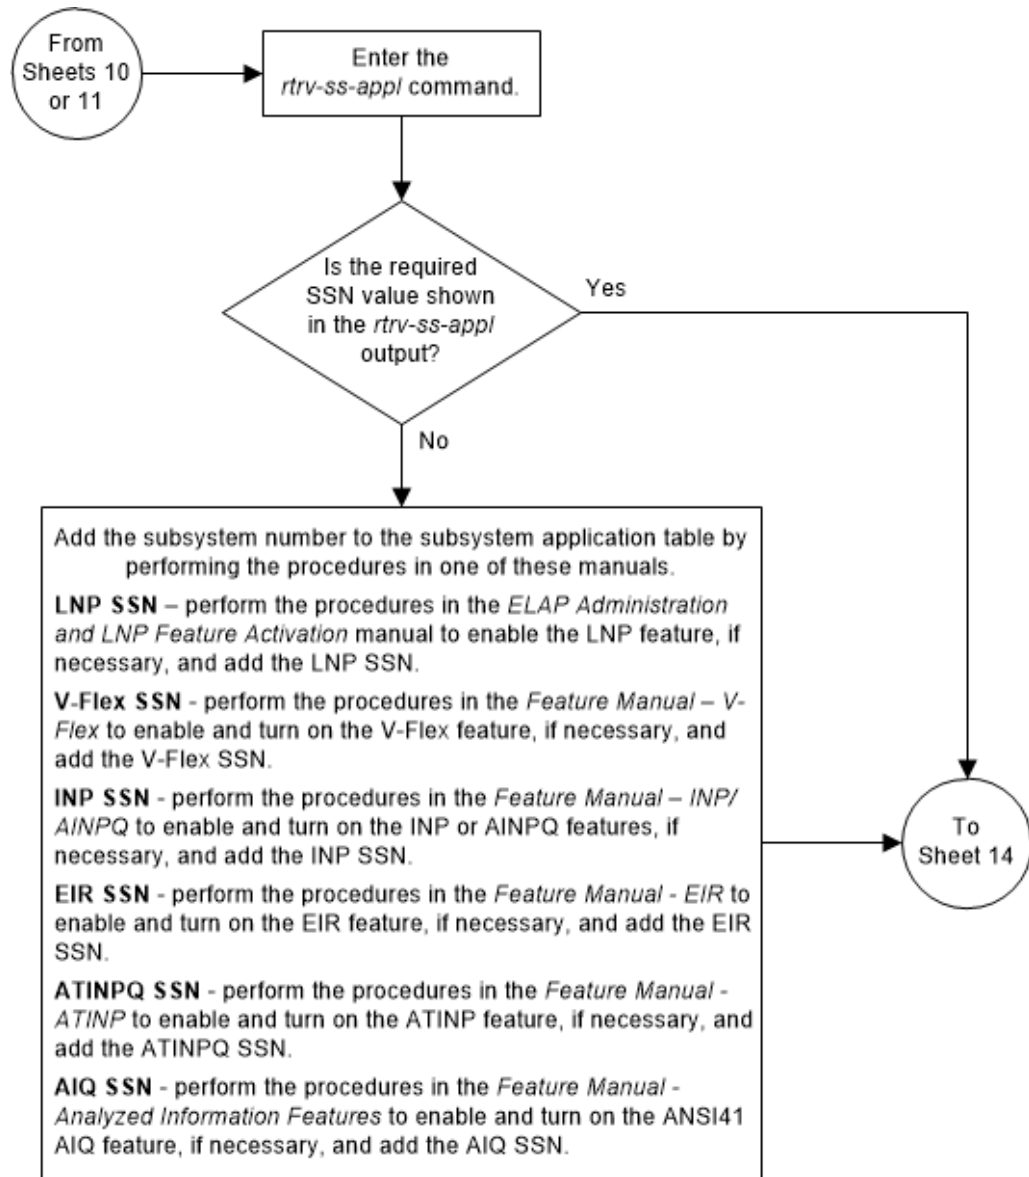 From
Sheets 10
or 11
Enter the
rtrv-ss-appl command.
Is the required
SSN value shown
in the rtrv-ss-appl
output?
Yes
No
Add the subsystem number to the subsystem application table by
performing the procedures in one of these manuals.
LNP SSN – perform the procedures in the ELAP Administration
and LNP Feature Activation manual to enable the LNP feature, if
necessary, and add the LNP SSN.
V-Flex SSN - perform the procedures in the Feature Manual – V-
Flex to enable and turn on the V-Flex feature, if necessary, and
add the V-Flex SSN.
INP SSN - perform the procedures in the Feature Manual – INP/
AINPQ to enable and turn on the INP or AINPQ features, if
necessary, and add the INP SSN.
EIR SSN - perform the procedures in the Feature Manual - EIR to
enable and turn on the EIR feature, if necessary, and add the EIR
SSN.
ATINPQ SSN - perform the procedures in the Feature Manual -
ATINP to enable and turn on the ATINP feature, if necessary, and
add the ATINPQ SSN.
AIQ SSN - perform the procedures in the Feature Manual -
Analyzed Information Features to enable and turn on the ANSI41
AIQ feature, if necessary, and add the AIQ SSN.
To
Sheet 14